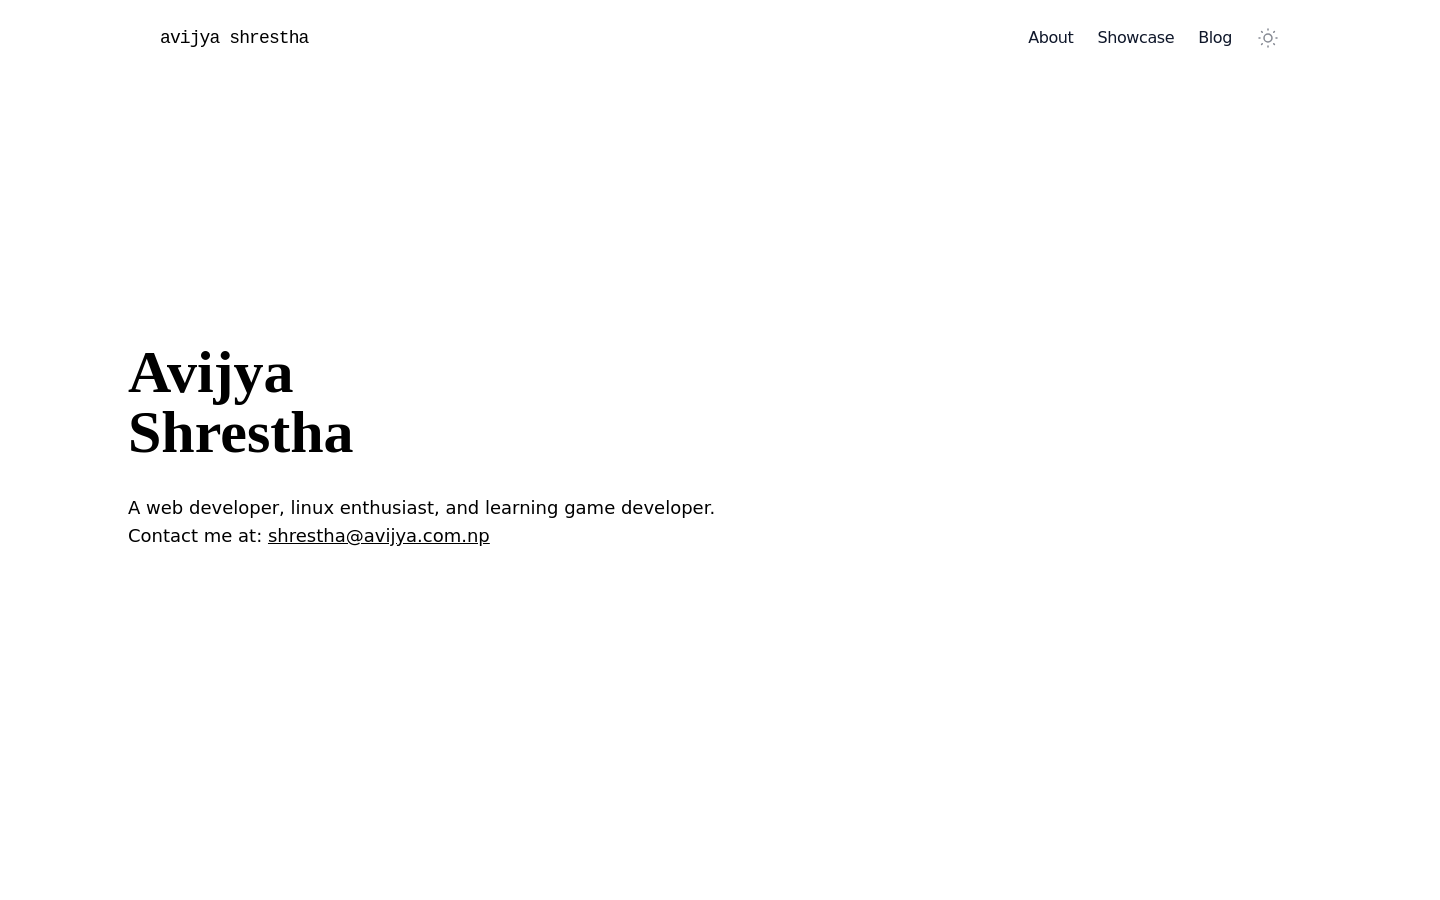 avijya shrestha
About Showcase Blog
Avijya
Shrestha
A web developer, linux enthusiast, and learning game developer.
Contact me at: shrestha@avijya.com.np